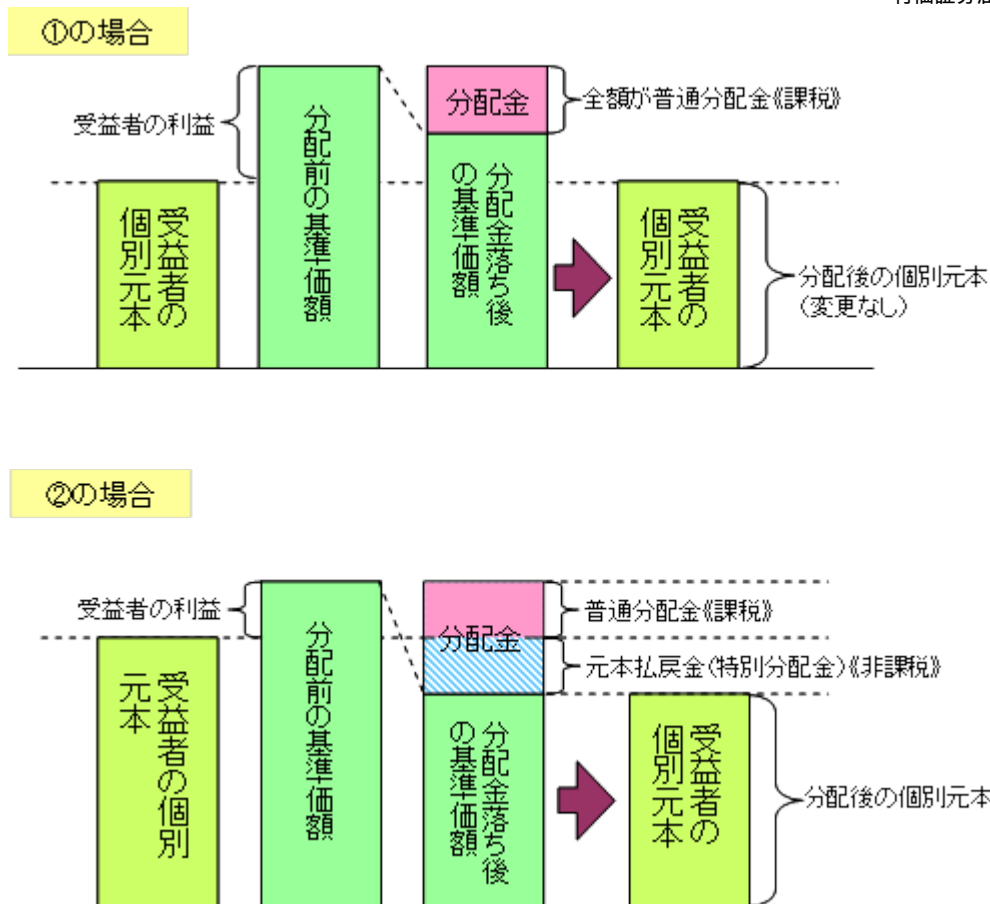 ①の場合
受益者の利益
分配前の基準価額
分配金
全額が普通分配金《課税》
受益者の
個別元本
分配金落ち後
の基準価額
受益者の
個別元本
分配後の個別元本
(変更なし)
②の場合
受益者の利益
分配前の基準価額
分配金
普通分配金《課税》
元本払戻金(特別分配金)《非課税》
受益者の個別
元本
分配金落ち後
の基準価額
受益者の
個別元本
分配後の個別元本